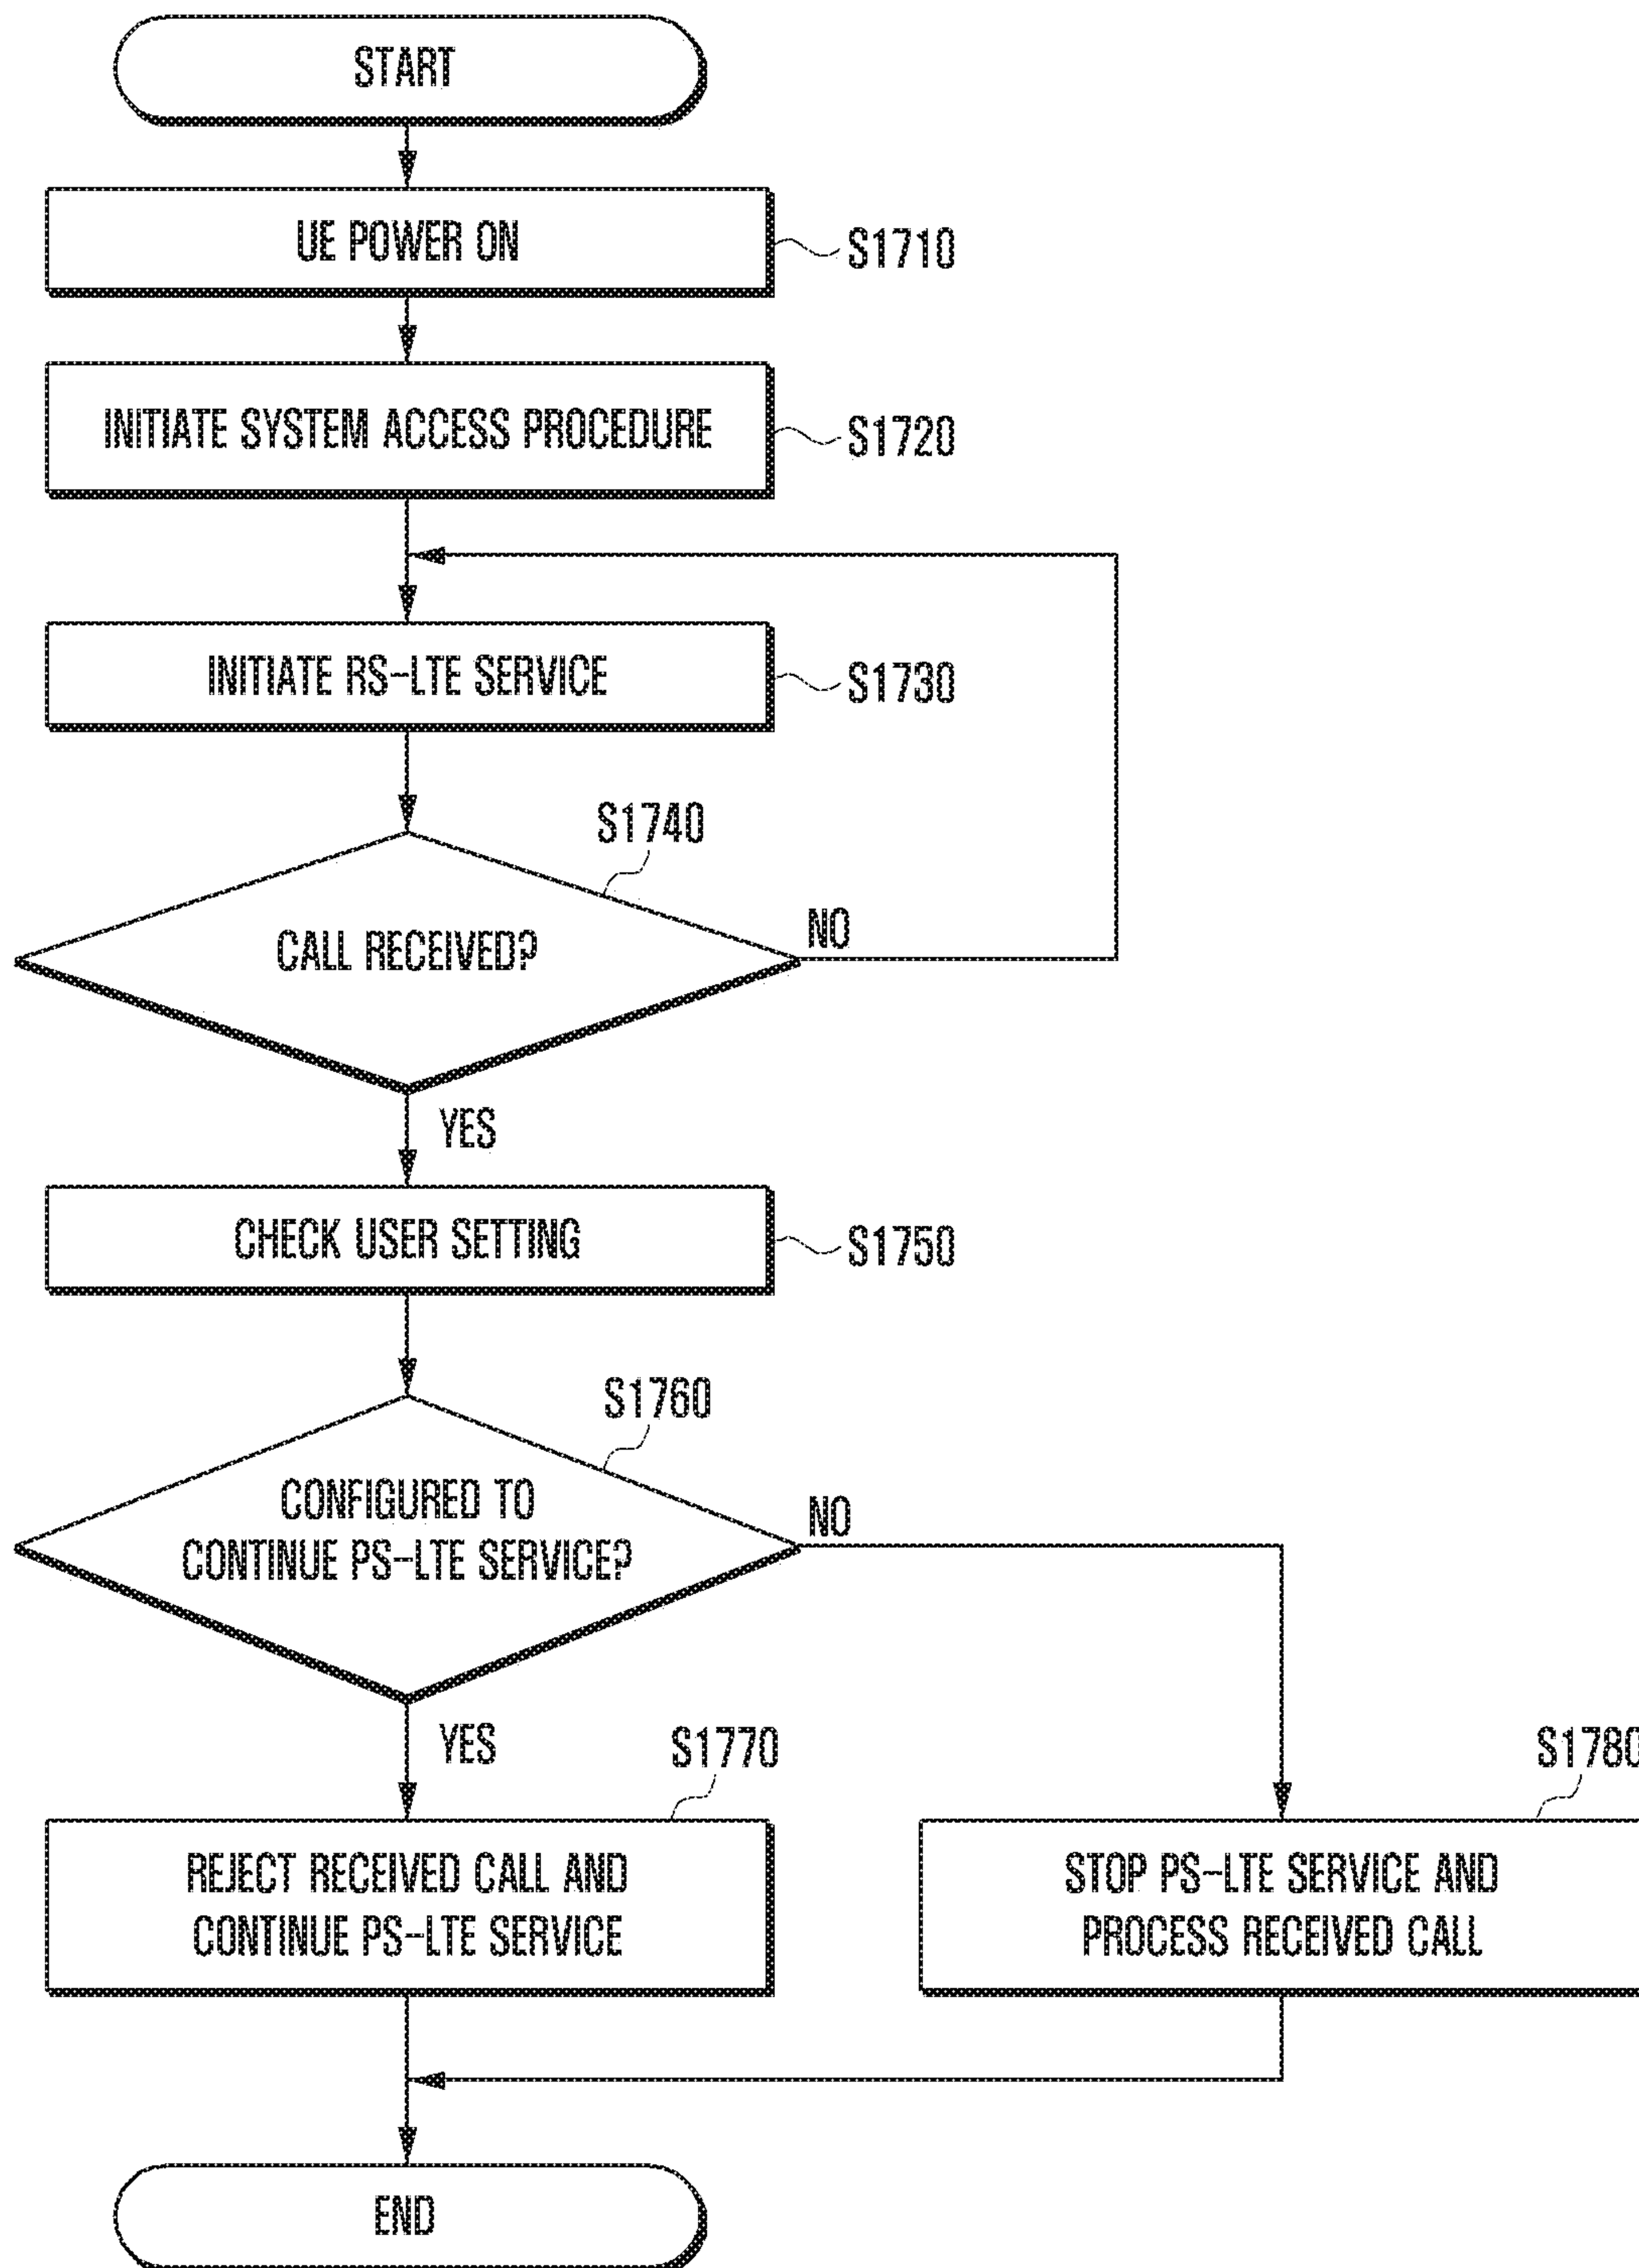 START
UE POWER ON
S1710
INITIATE SYSTEM ACCESS PROCEDURE
S1720
INITIATE RS-LTE SERVICE
S1730
S1740
CALL RECEIVED?
NO
YES
CHECK USER SETTING
S1750
S1760
CONFIGURED TO
CONTINUE PS-LTE SERVICE?
NO
YES
S1770
S1780
REJECT RECEIVED CALL AND
CONTINUE PS-LTE SERVICE
STOP PS-LTE SERVICE AND
PROCESS RECEIVED CALL
END